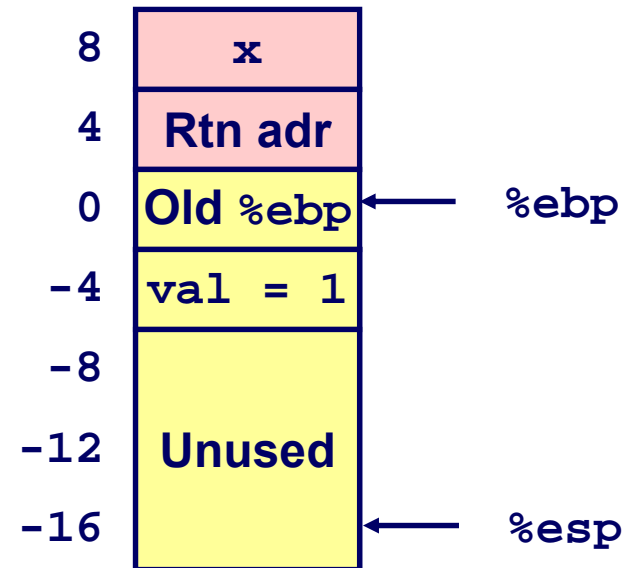 8 x
4 Rtn adr
0 Old %ebp %ebp
-4 val = 1
-8
-12 Unused
-16 %esp